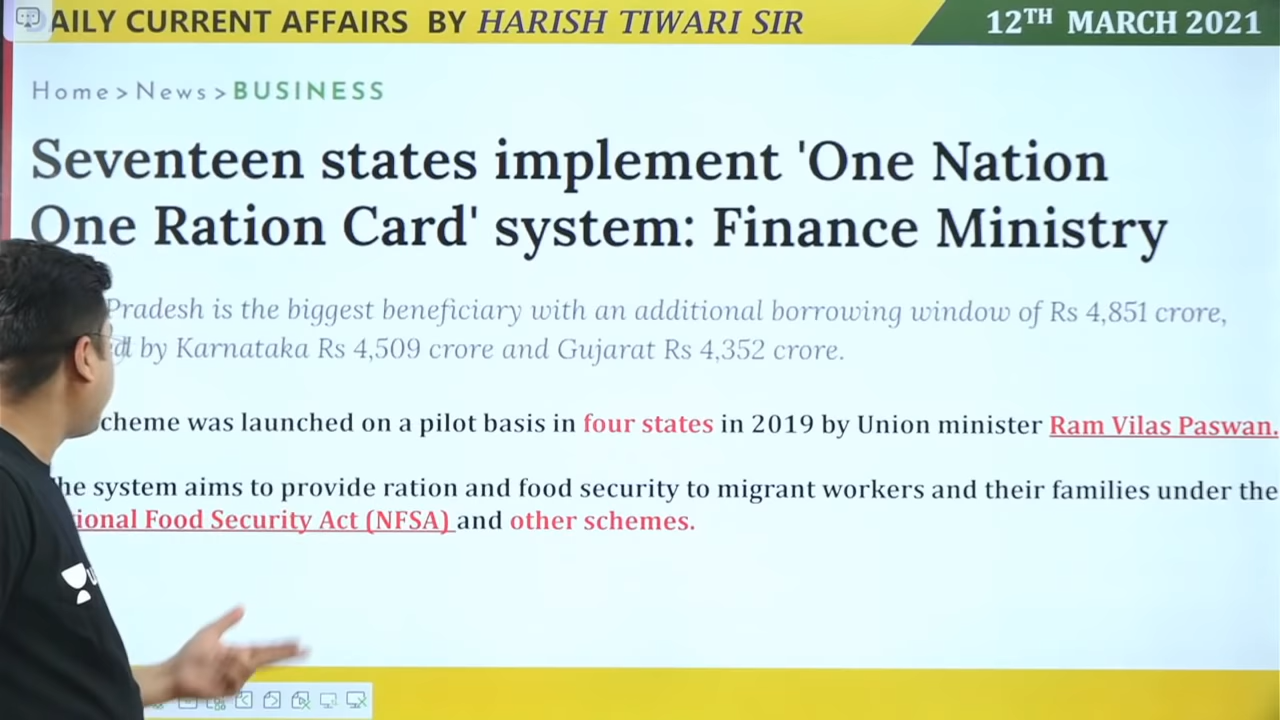 AILY CURRENT AFFAIRS BY HARISH TIWARI SIR
12TH MARCH 2021
Home > News > BUSINESS
Seventeen states implement 'One Nation
One Ration Card' system: Finance Ministry
Pradesh is the biggest beneficiary with an additional borrowing window of Rs 4,851 crore,
by Karnataka Rs 4,509 crore and Gujarat Rs 4,352 crore.
cheme was launched on a pilot basis in four states in 2019 by Union minister Ram Vilas Paswan.
he system aims to provide ration and food security to migrant workers and their families under the
ional Food Security Act (NFSA) and other schemes.